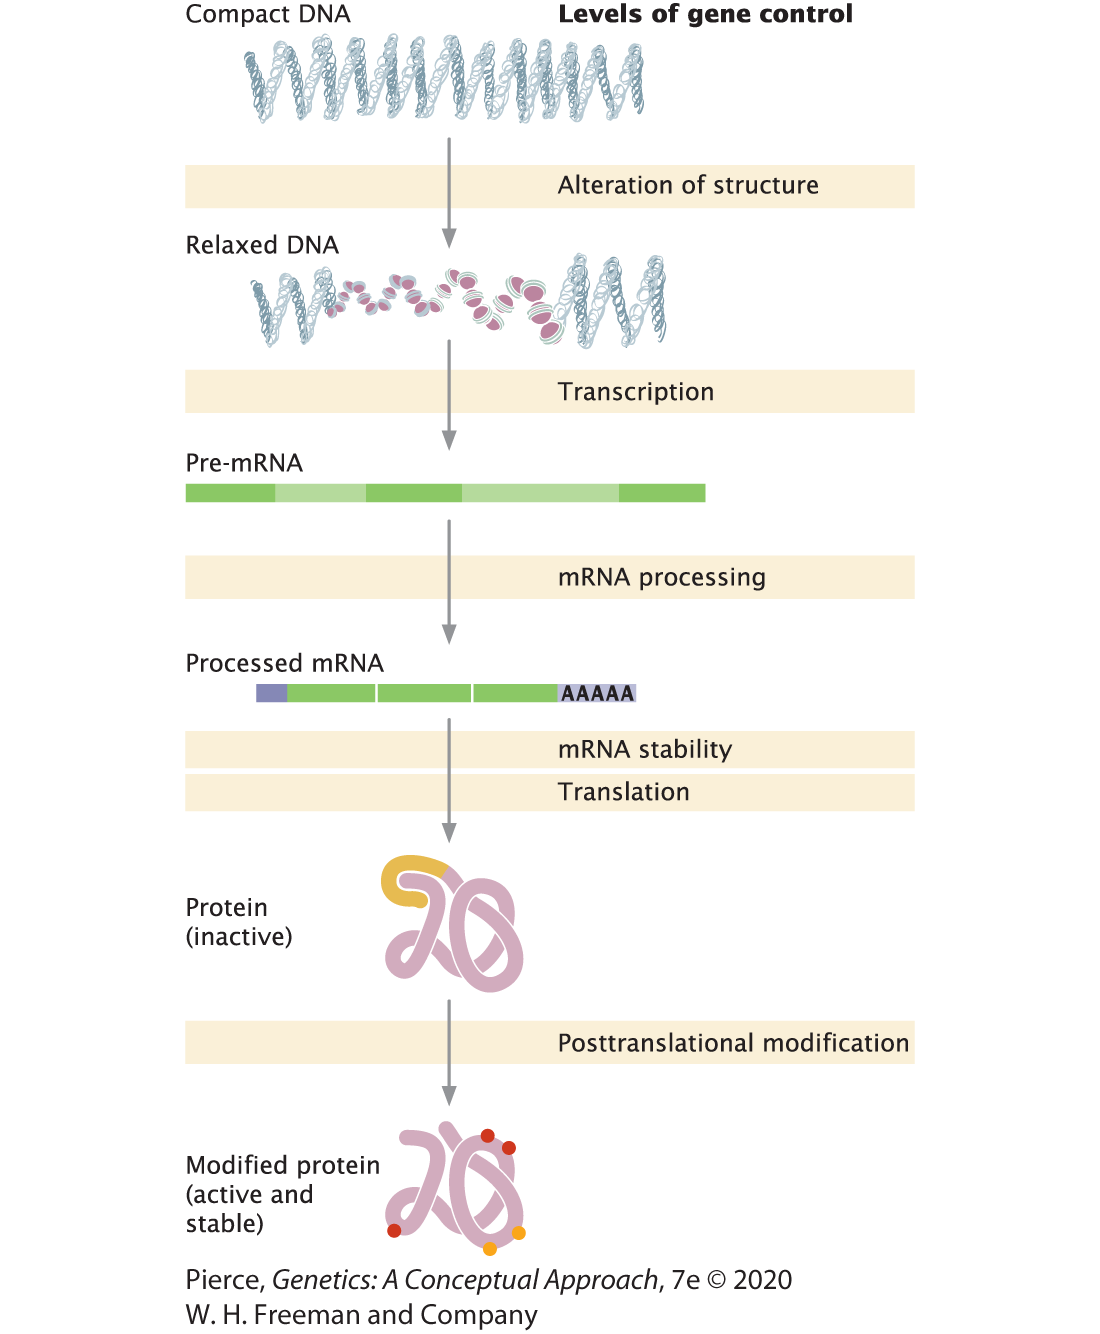 Compact DNA
Levels of gene control
Alteration of structure
Relaxed DNA
Transcription
Pre-mRNA
mRNA processing
Processed mRNA
AAAAA
mRNA stability
Translation
Protein
(inactive)
Posttranslational modification
Modified protein
(active and
stable)
Pierce, Genetics: A Conceptual Approach, 7e © 2020
W. H. Freeman and Company